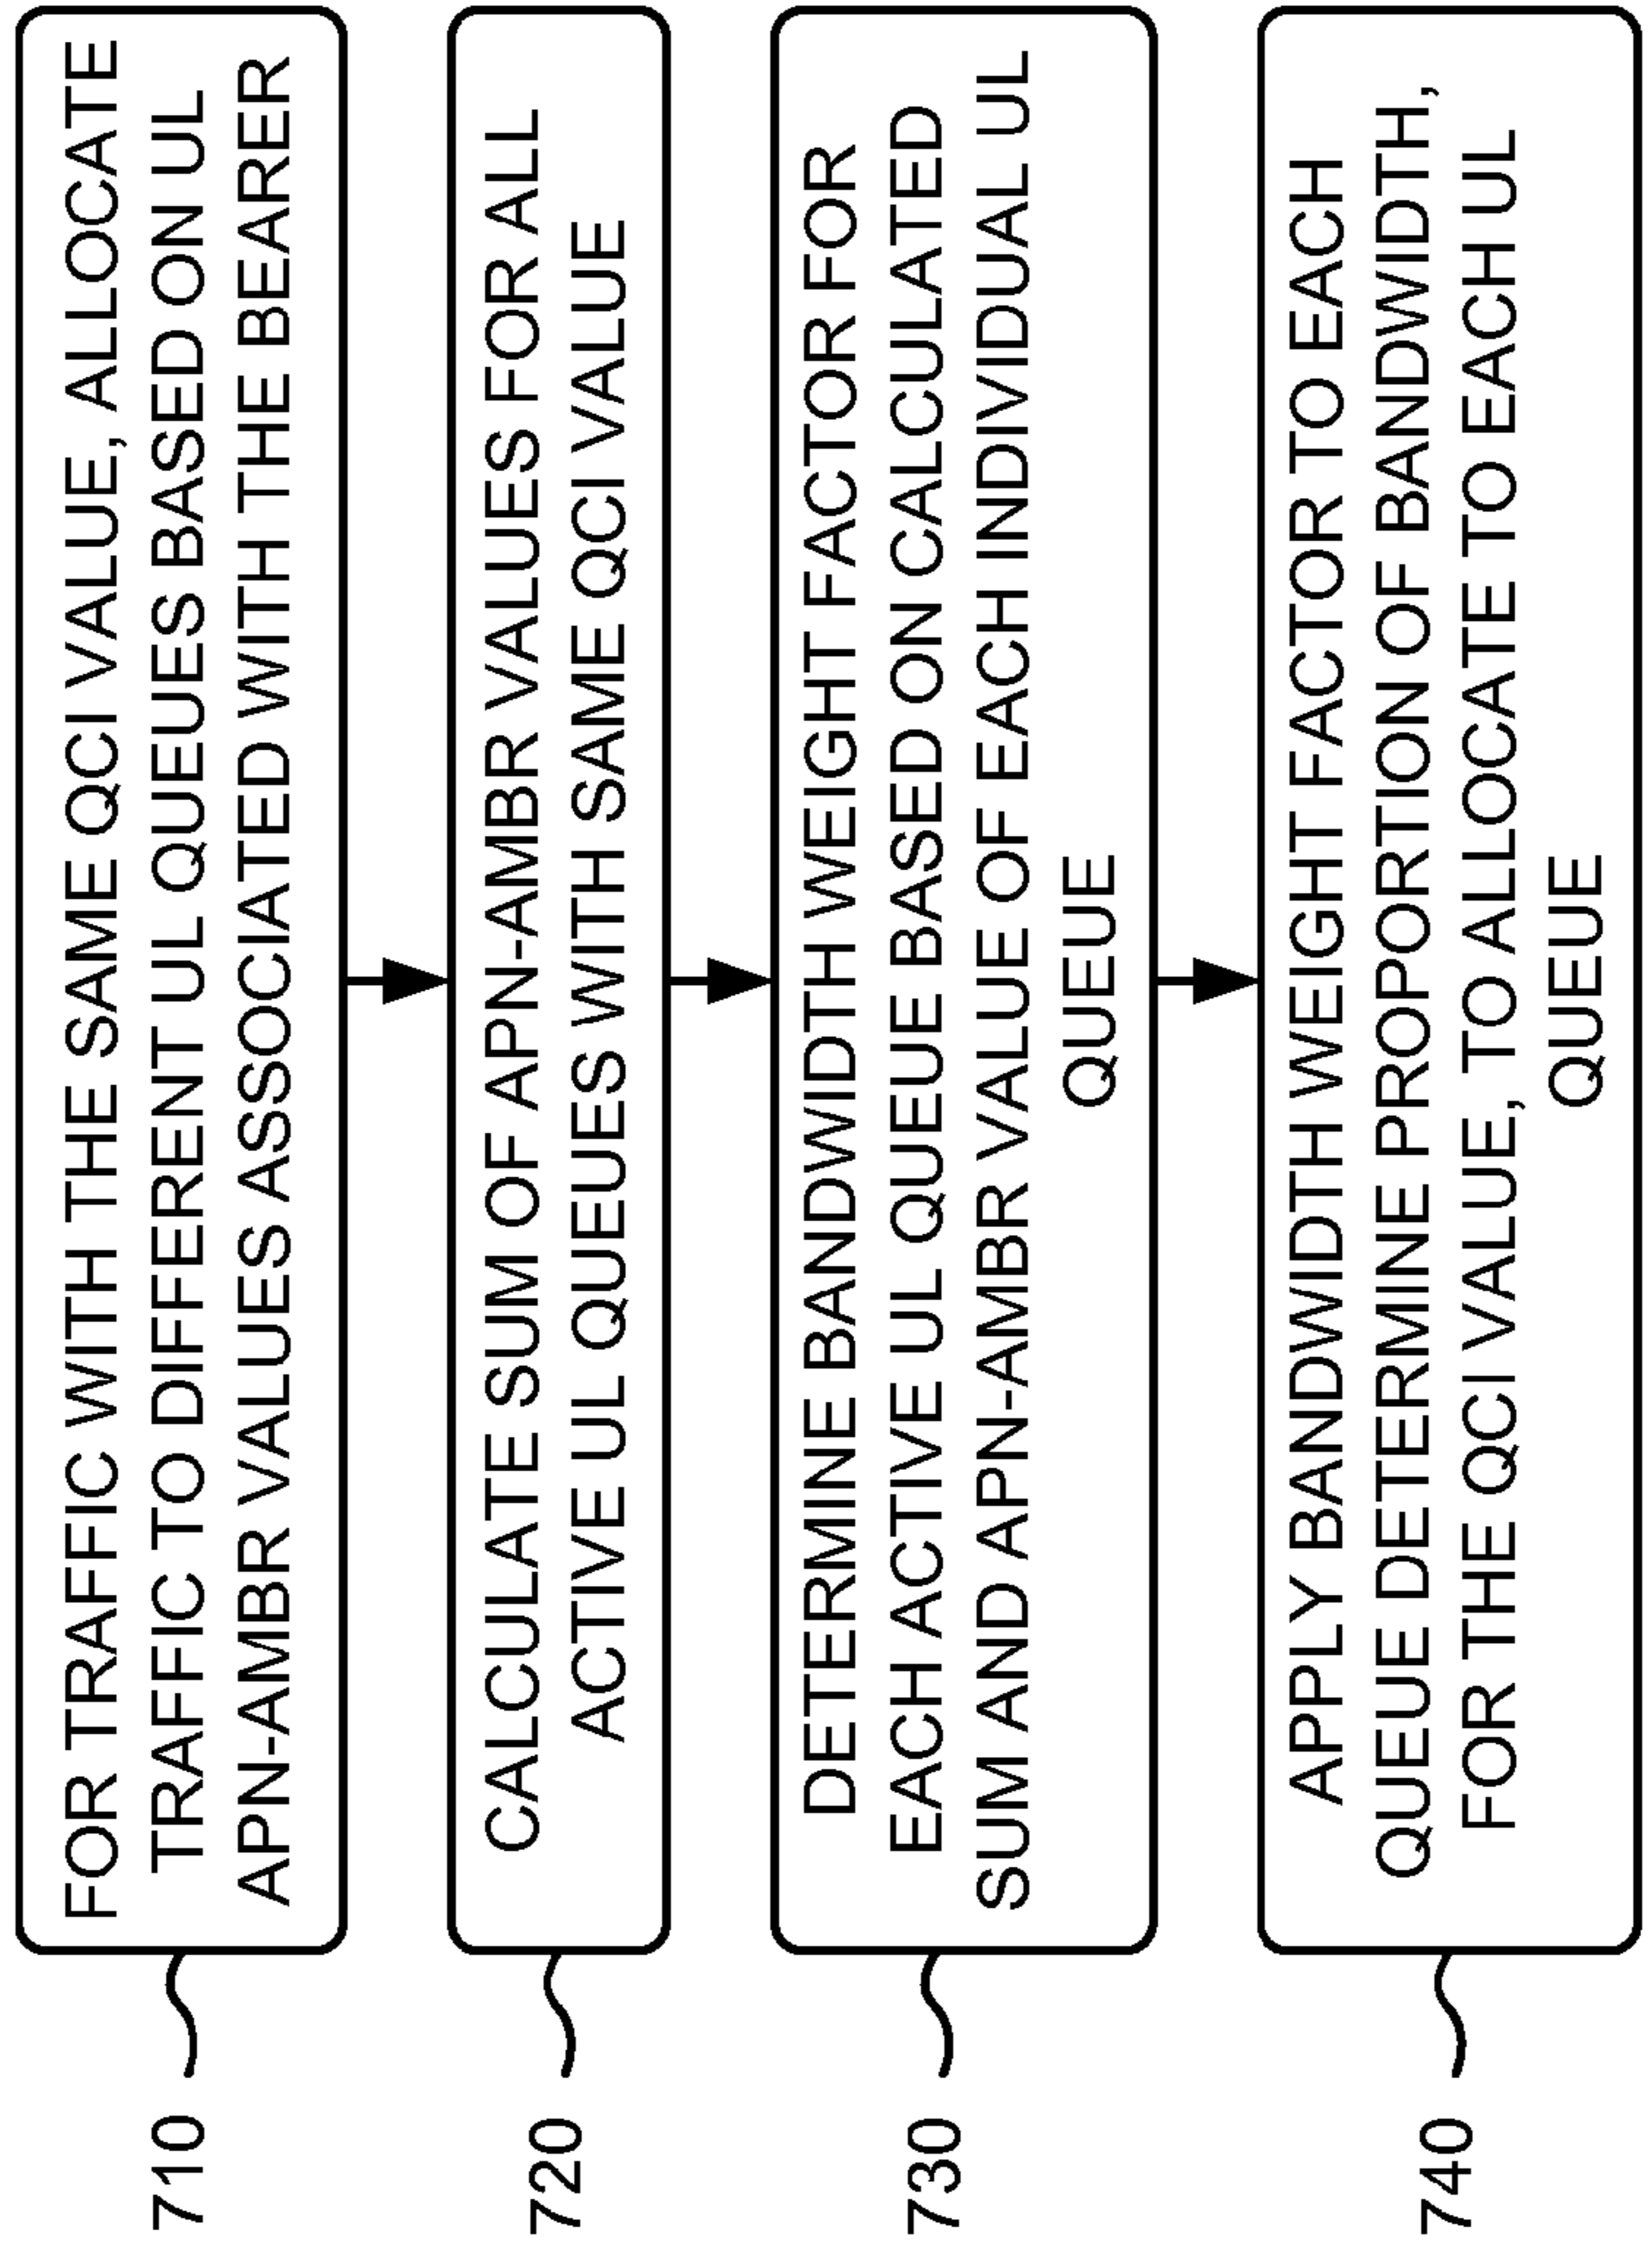 710
FOR TRAFFIC WITH THE SAME QCI VALUE, ALLOCATE
TRAFFIC TO DIFFERENT UL QUEUES BASED ON UL
APN-AMBR VALUES ASSOCIATED WITH THE BEARER
720
CALCULATE SUM OF APN-AMBR VALUES FOR ALL
ACTIVE UL QUEUES WITH SAME QCI VALUE
730
DETERMINE BANDWIDTH WEIGHT FACTOR FOR
EACH ACTIVE UL QUEUE BASED ON CALCULATED
SUM AND APN-AMBR VALUE OF EACH INDIVIDUAL UL
QUEUE
740
APPLY BANDWIDTH WEIGHT FACTOR TO EACH
QUEUE DETERMINE PROPORTION OF BANDWIDTH,
FOR THE QCI VALUE, TO ALLOCATE TO EACH UL
QUEUE